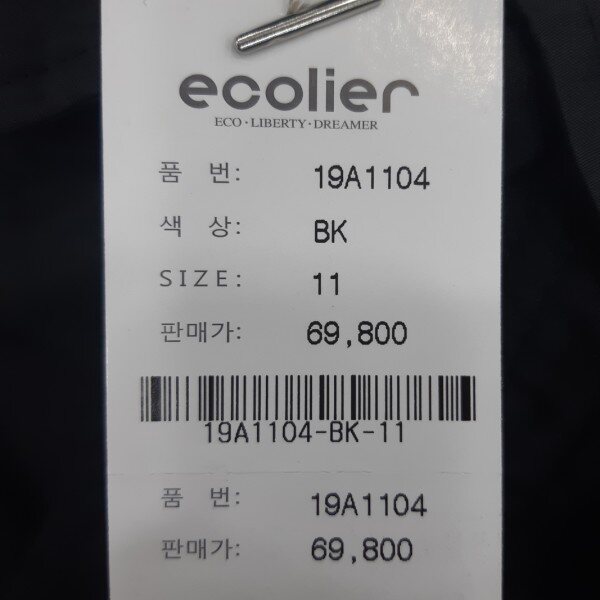 ecolier
ECO·LIBERTY·DREAMER
품 번: 19A1104
색 상: BK
SIZE: 11
판매가: 69,800
19A1104-BK-11
품 번: 19A1104
판매가: 69,800